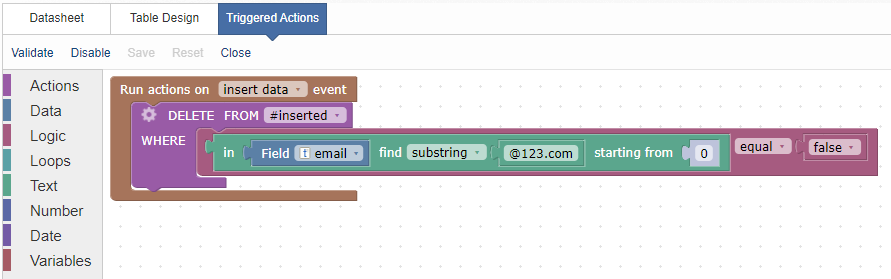 Datasheet Table Design Triggered Actions
Validate Disable Save Reset Close
Actions
Data
Logic
Loops
Text
Number
Date
Variables
Run actions on insert data event
DELETE FROM #inserted
WHERE
in Field t email find substring @123.com starting from 0 equal false